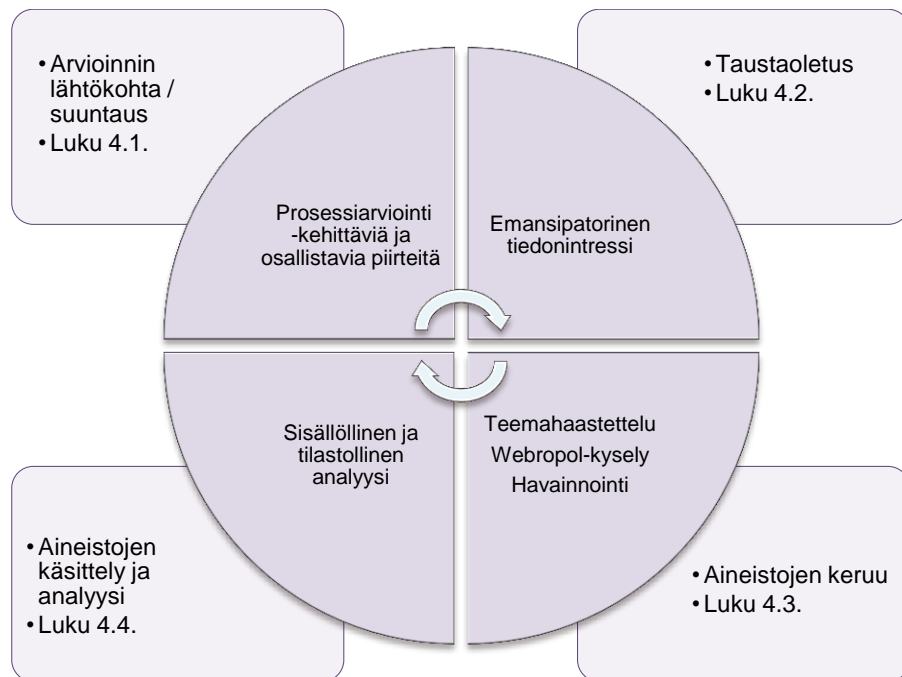 • Arvioinnin
lähtökohta /
suuntaus
• Luku 4.1.
• Taustaoletus
• Luku 4.2.
Prosessiarviointi
-kehittäviä ja
osallistavia piirteitä
Emansipatorinen
tiedonintressi
Sisällöllinen ja
tilastollinen
analyysi
Teemahaastattelu
Webropol-kysely
Havainnointi
• Aineistojen
käsittely ja
analyysi
• Luku 4.4.
• Aineistojen keruu
• Luku 4.3.